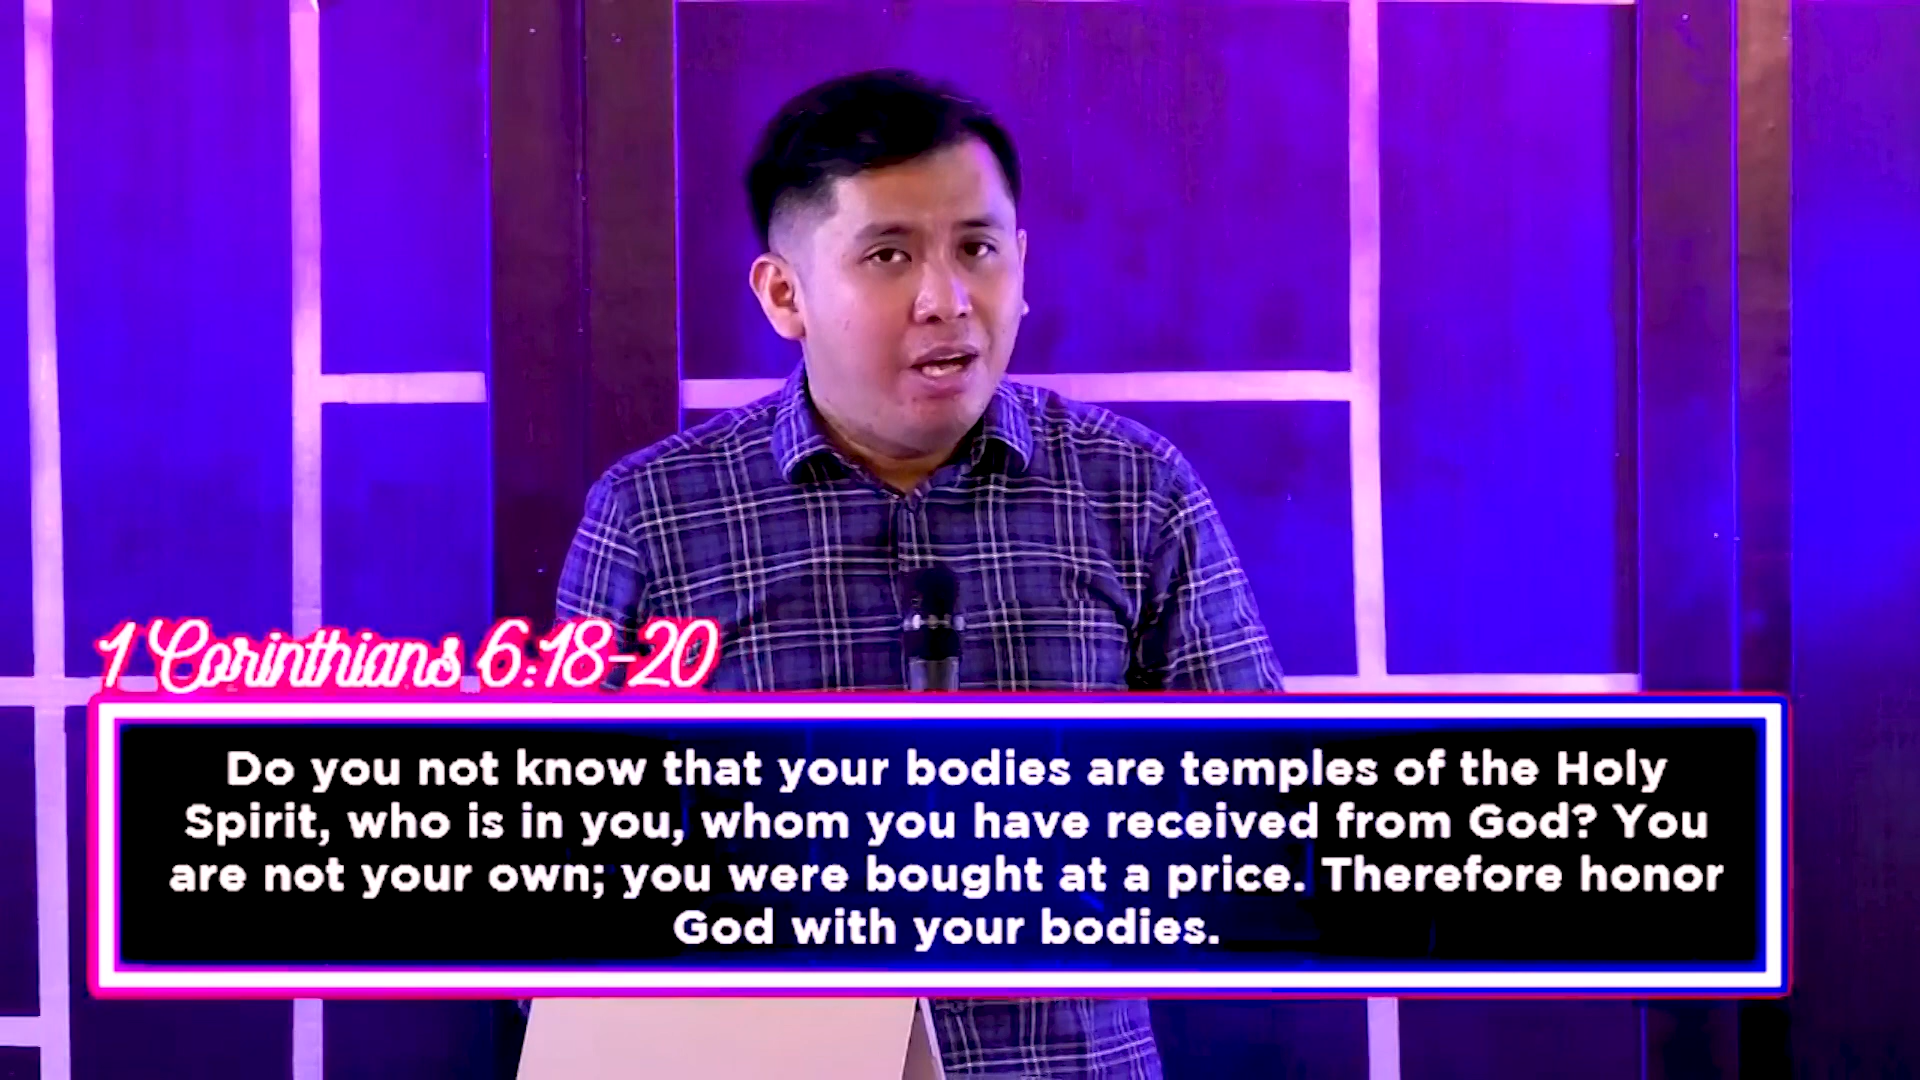 1 Corinthians 6:18-20
Do you not know that your bodies are temples of the Holy
Spirit, who is in you, whom you have received from God? You
are not your own; you were bought at a price. Therefore honor
God with your bodies.